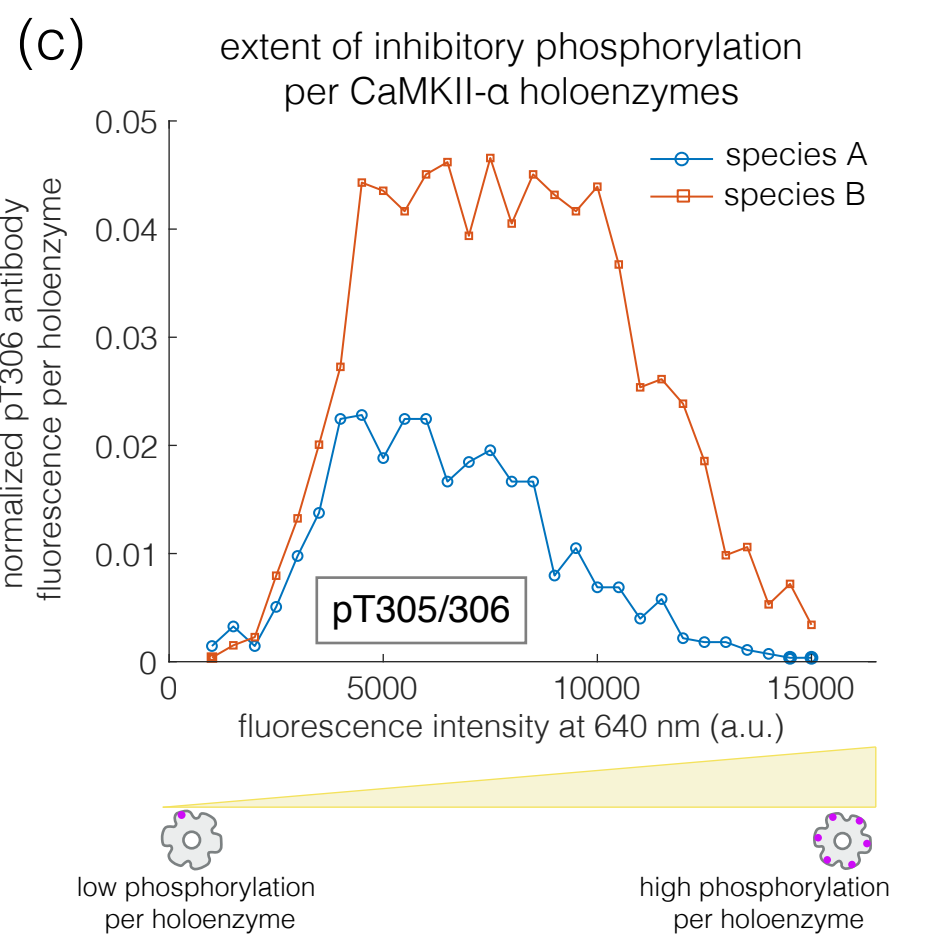 (c)
extent of inhibitory phosphorylation
per CaMKII-α holoenzymes
normalized pT306 antibody
fluorescence per holoenzyme
0.05
0.04
0.03
0.02
0.01
0
species A
species B
pT305/306
0 5000 10000 15000
fluorescence intensity at 640 nm (a.u.)
low phosphorylation
per holoenzyme
high phosphorylation
per holoenzyme